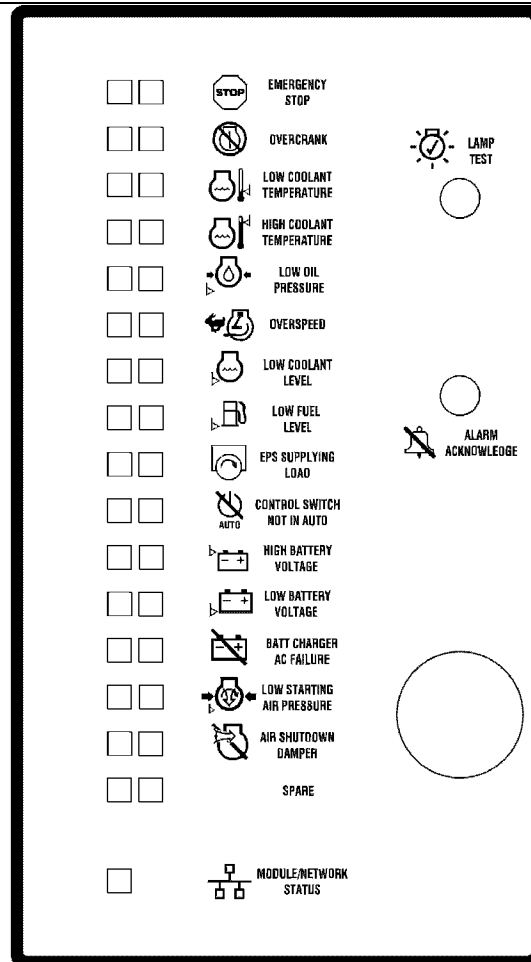 STOP
EMERGENCY
STOP
OVERCRANK
LAMP
TEST
LOW COOLANT
TEMPERATURE
HIGH COOLANT
TEMPERATURE
LOW OIL
PRESSURE
OVERSPEED
LOW COOLANT
LEVEL
LOW FUEL
LEVEL
ALARM
ACKNOWLEDGE
EPS SUPPLYING
LOAD
AUTO
CONTROL SWITCH
NOT IN AUTO
- +
HIGH BATTERY
VOLTAGE
- +
LOW BATTERY
VOLTAGE
- +
BATT CHARGER
AC FAILURE
LOW STARTING
AIR PRESSURE
AIR SHUTDOWN
DAMPER
SPARE
MODULE/NETWORK
STATUS